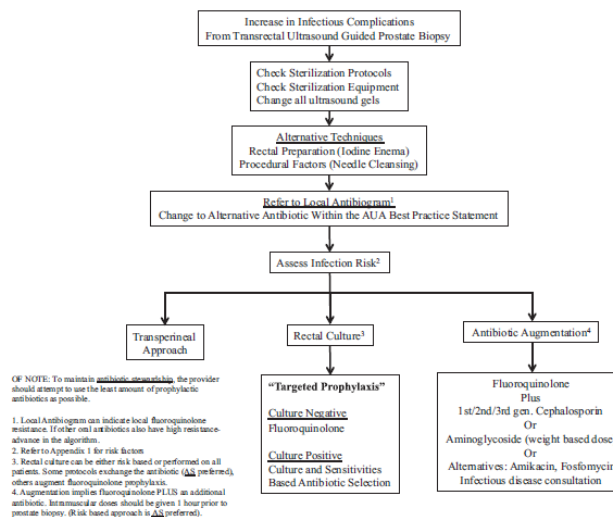 Increase in Infectious Complications
From Transrectal Ultrasound Guided Prostate Biopsy
Check Sterilization Protocols
Check Sterilization Equipment
Change all ultrasound gels
Alternative Techniques
Rectal Preparation (Iodine Enema)
Procedural Factors (Needle Cleansing)
Refer to Local Antibiogram¹
Change to Alternative Antibiotic Within the AUA Best Practice Statement
Assess Infection Risk²
Transperineal
Approach
Rectal Culture³
Antibiotic Augmentation⁴
"Targeted Prophylaxis"
Culture Negative
Fluoroquinolone
Culture Positive
Culture and Sensitivities
Based Antibiotic Selection
Fluoroquinolone
Plus
1st/2nd/3rd gen. Cephalosporin
Or
Aminoglycoside (weight based dose
Or
Alternatives: Amikacin, Fosfomycin
Infectious disease consultation
OF NOTE: To maintain antibiotic stewardship, the provider
should attempt to use the least amount of prophylactic
antibiotics as possible.
1. Local Antibiogram can indicate local fluoroquinolone
resistance. If other oral antibiotics also have high resistance-
advance in the algorithm.
2. Refer to Appendix 1 for risk factors
3. Rectal culture can be either risk based or performed on all
patients. Some protocols exchange the antibiotic (AS preferred),
others augment fluoroquinolone prophylaxis.
4. Augmentation implies fluoroquinolone PLUS an additional
antibiotic. Intramuscular doses should be given 1 hour prior to
prostate biopsy. (Risk based approach is AS preferred).